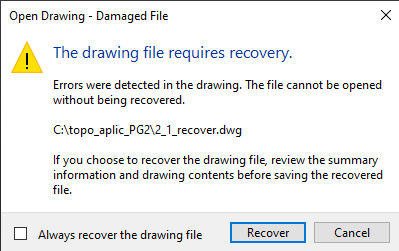 Open Drawing - Damaged File
The drawing file requires recovery.
Errors were detected in the drawing. The file cannot be opened
without being recovered.
C:\topo_aplic_PG2\2_1_recover.dwg
If you choose to recover the drawing file, review the summary
information and drawing contents before saving the recovered
file.
Always recover the drawing file
Recover
Cancel